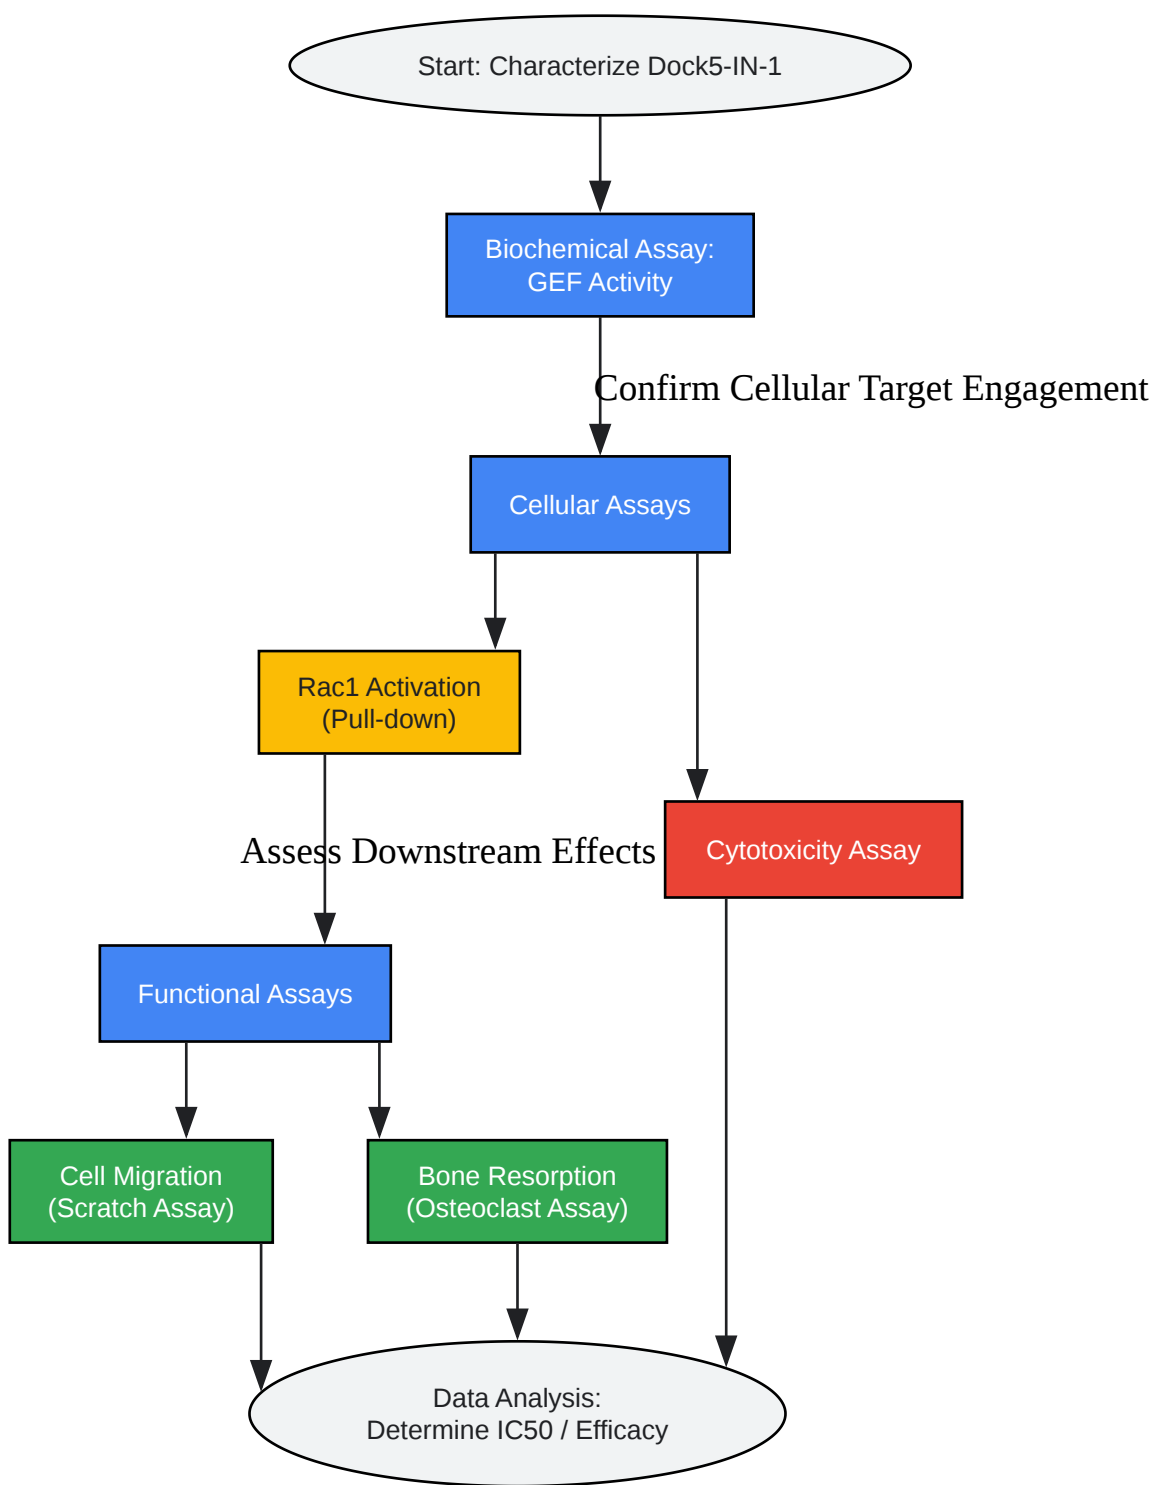 Start: Characterize Dock5-IN-1
Biochemical Assay:
GEF Activity
Confirm Cellular Target Engagement
Cellular Assays
Rac1 Activation
(Pull-down)
Assess Downstream Effects
Cytotoxicity Assay
Functional Assays
Cell Migration
(Scratch Assay)
Bone Resorption
(Osteoclast Assay)
Data Analysis:
Determine IC50 / Efficacy